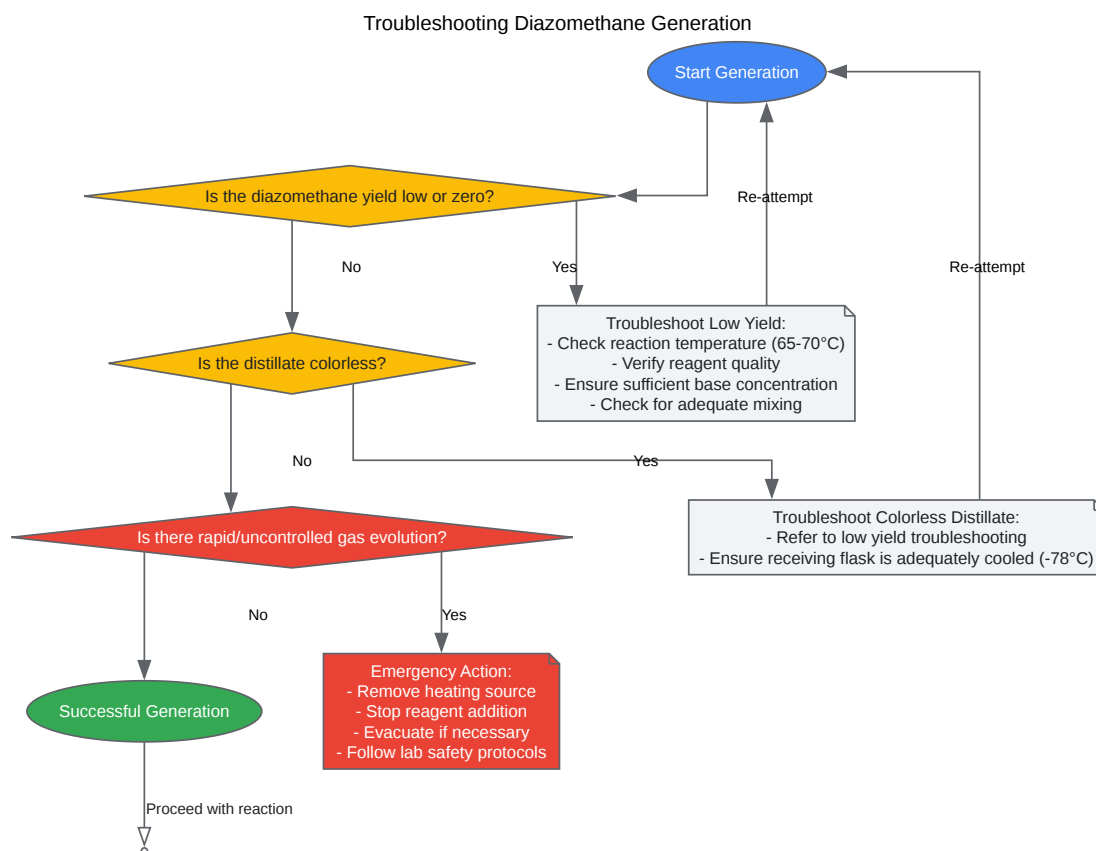 Troubleshooting Diazomethane Generation
Start Generation
Is the diazomethane yield low or zero?
Re-attempt
No
Yes
Re-attempt
Troubleshoot Low Yield:
- Check reaction temperature (65-70°C)
- Verify reagent quality
- Ensure sufficient base concentration
- Check for adequate mixing
Is the distillate colorless?
No
Yes
Troubleshoot Colorless Distillate:
- Refer to low yield troubleshooting
- Ensure receiving flask is adequately cooled (-78°C)
Is there rapid/uncontrolled gas evolution?
No
Yes
Emergency Action:
- Remove heating source
- Stop reagent addition
- Evacuate if necessary
- Follow lab safety protocols
Successful Generation
Proceed with reaction